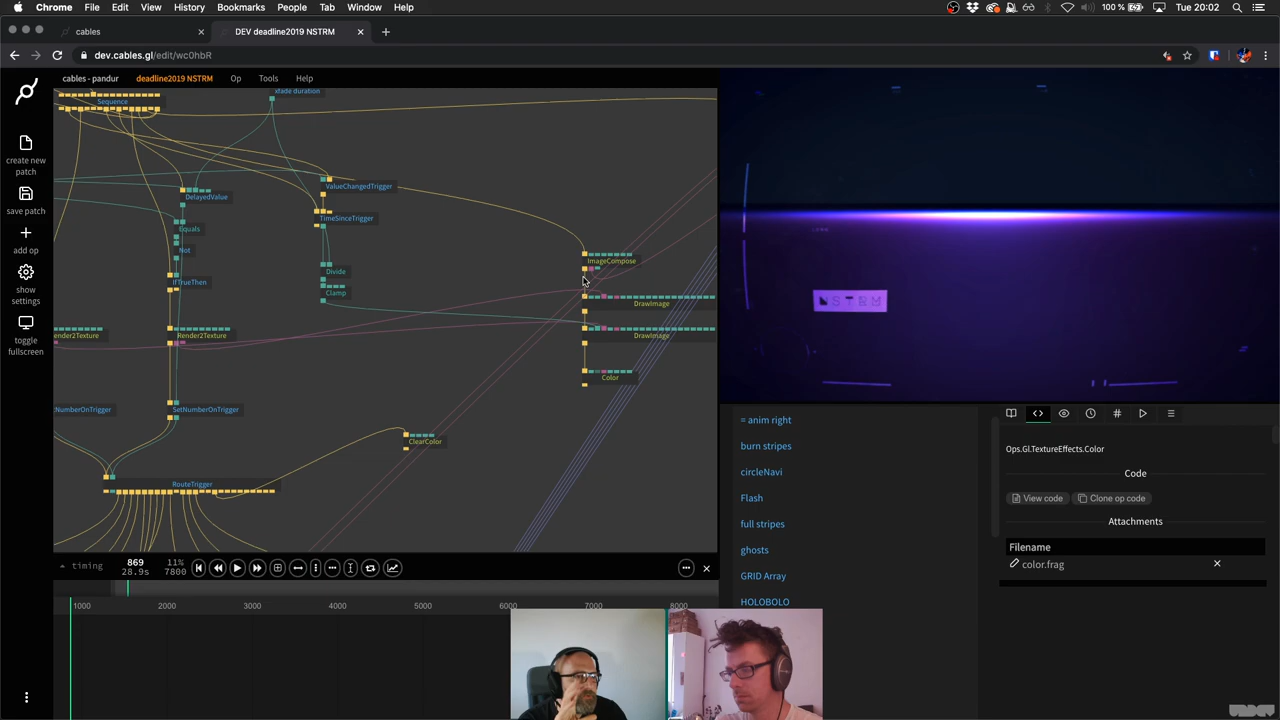 Chrome File Edit View History Bookmarks People Tab Window Help 100 % Tue 20:02
cables DEV deadline2019 NSTRM
dev.cables.gl/edit/wc0hbR
cables - pandur deadline2019 NSTRM Op Tools Help
create new
patch
save patch
add op
show
settings
toggle
fullscreen
Sequence
xfade duration
DelayedValue
ValueChangedTrigger
TimeSinceTrigger
Equals
Not
IfTrueThen
Divide
Clamp
ender2Texture
Render2Texture
ImageCompose
DrawImage
DrawImage
Color
tNumberOnTrigger
SetNumberOnTrigger
ClearColor
RouteTrigger
NSTRM
timing
869
28.9s
11%
7800
1000 2000 3000 4000 5000 6000 7000 8000
= anim right
burn stripes
circleNavi
Flash
full stripes
ghosts
GRID Array
HOLOBOLO
Ops.Gl.TextureEffects.Color
Code
View code Clone op code
Attachments
Filename
color.frag